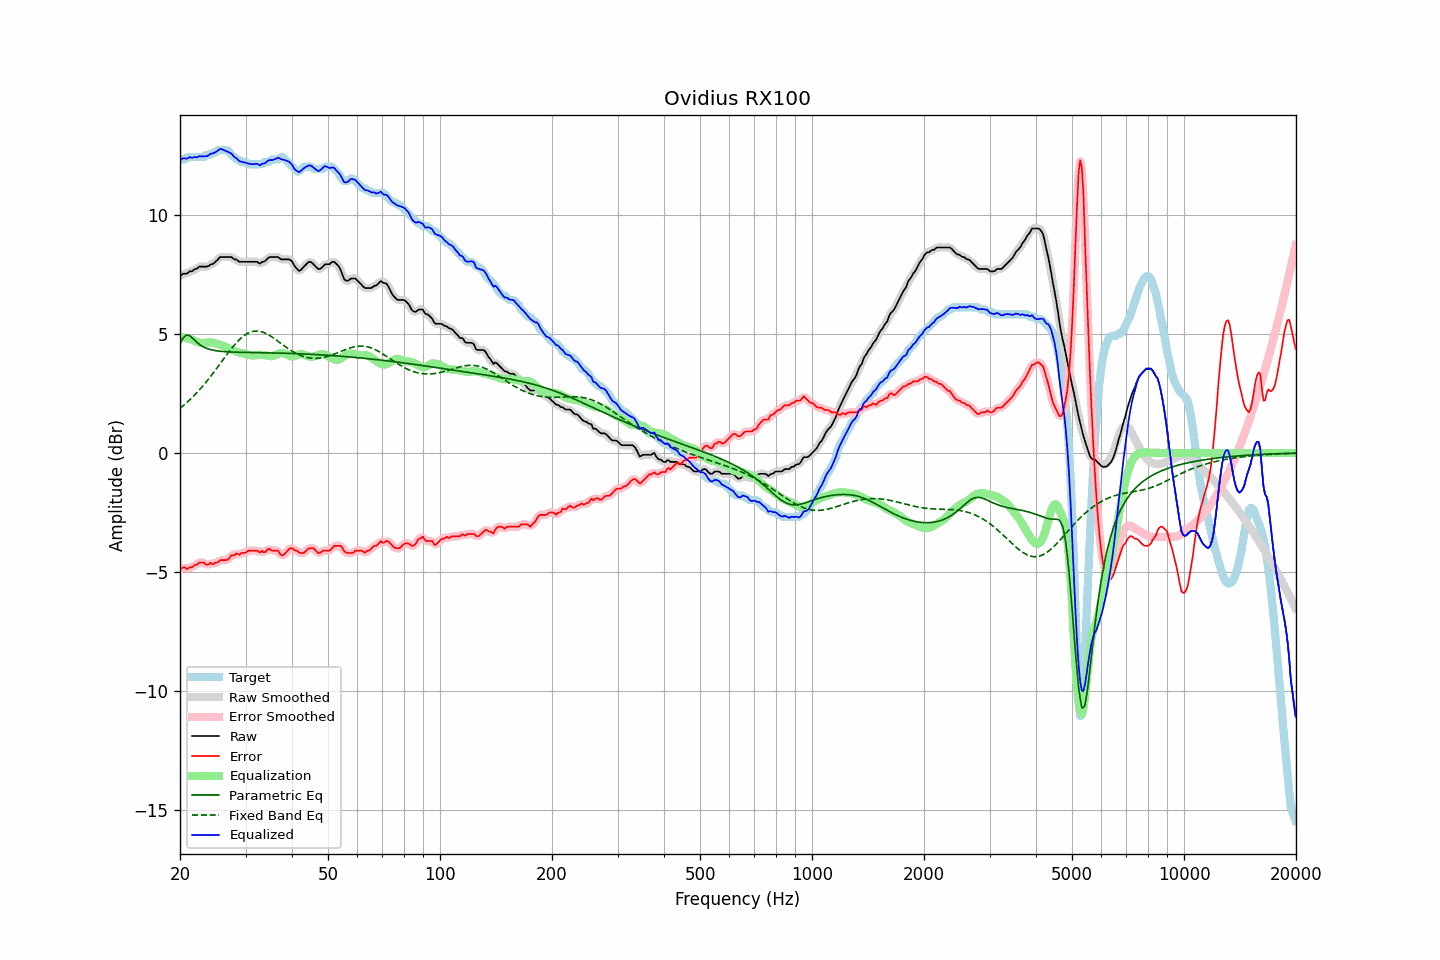 Ovidius RX100
Amplitude (dBr)
10
5
0
−5
−10
−15
Target
Raw Smoothed
Error Smoothed
Raw
Error
Equalization
Parametric Eq
Fixed Band Eq
Equalized
20 50 100 200 500 1000 2000 5000 10000 20000
Frequency (Hz)